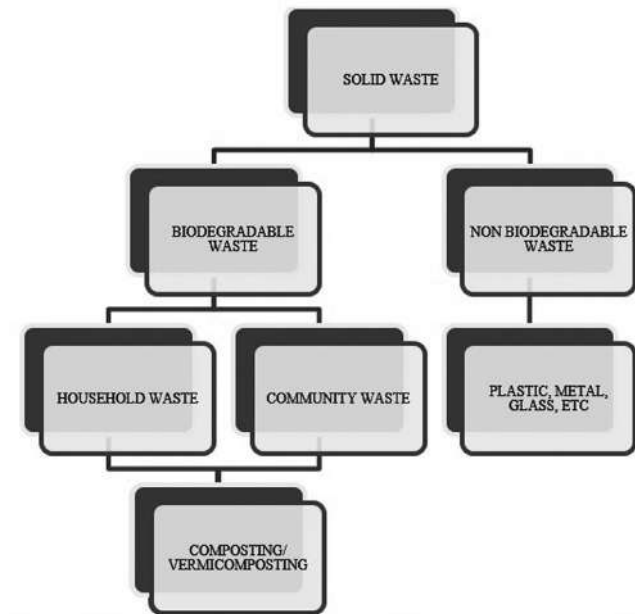 SOLID WASTE
BIODEGRADABLE
WASTE
NON BIODEGRADABLE
WASTE
HOUSEHOLD WASTE
COMMUNITY WASTE
PLASTIC, METAL,
GLASS, ETC
COMPOSTING/
VERMICOMPOSTING